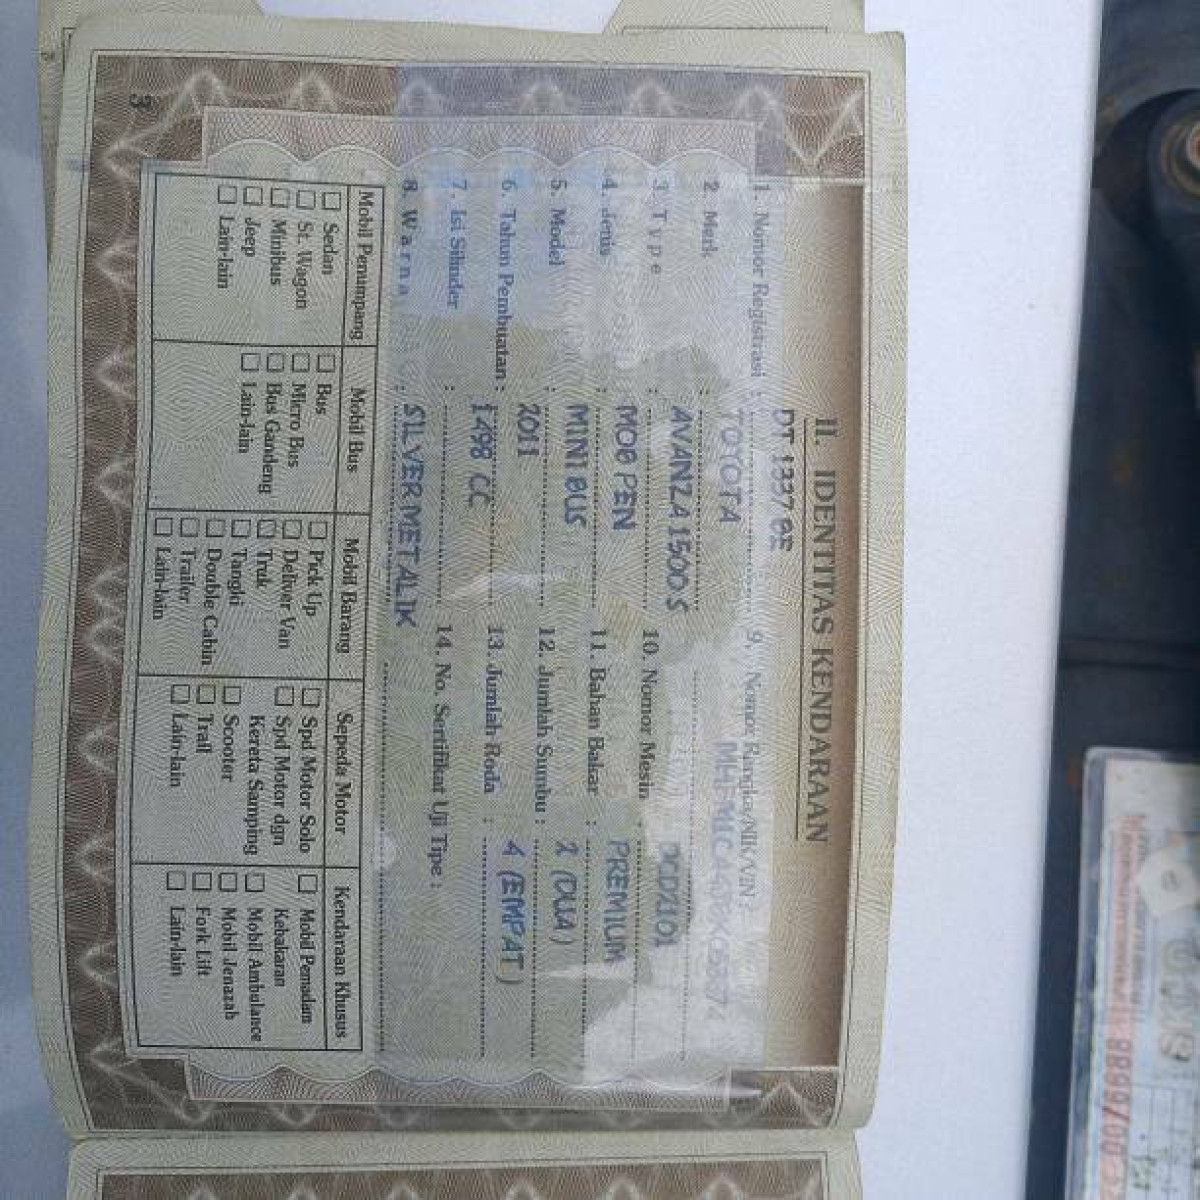 II. IDENTITAS KENDARAAN
1. Nomor Registrasi : DT 1337 BE
2. Merk : TOYOTA
3. Type : AVANZA 1500 S
4. Jenis : MOB PEN
5. Model : MINI BUS
6. Tahun Pembuatan : 2011
7. Isi Silinder : 1498 CC
8. Warna : SILVER METALIK
9. Nomor Rangka/NIK/VIN :
10. Nomor Mesin :
11. Bahan Bakar : PREMIUM
12. Jumlah Sumbu : 2 (DUA)
13. Jumlah Roda : 4 (EMPAT)
14. No. Sertifikat Uji Tipe :
Mobil Penumpang
☐ Sedan
☐ St. Wagon
☐ Minibus
☐ Jeep
☐ Lain-lain
Mobil Bus
☐ Bus
☐ Micro Bus
☐ Bus Gandeng
☐ Lain-lain
Mobil Barang
☐ Pick Up
☐ Deliver Van
☐ Truk
☐ Tangki
☐ Double Cabin
☐ Trailer
☐ Lain-lain
Sepeda Motor
☐ Spd Motor Solo
☐ Spd Motor dgn
Kereta Samping
☐ Scooter
☐ Trail
☐ Lain-lain
Kendaraan Khusus
☐ Mobil Pemadam
Kebakaran
☐ Mobil Ambulance
☐ Mobil Jenazah
☐ Fork Lift
☐ Lain-lain
3